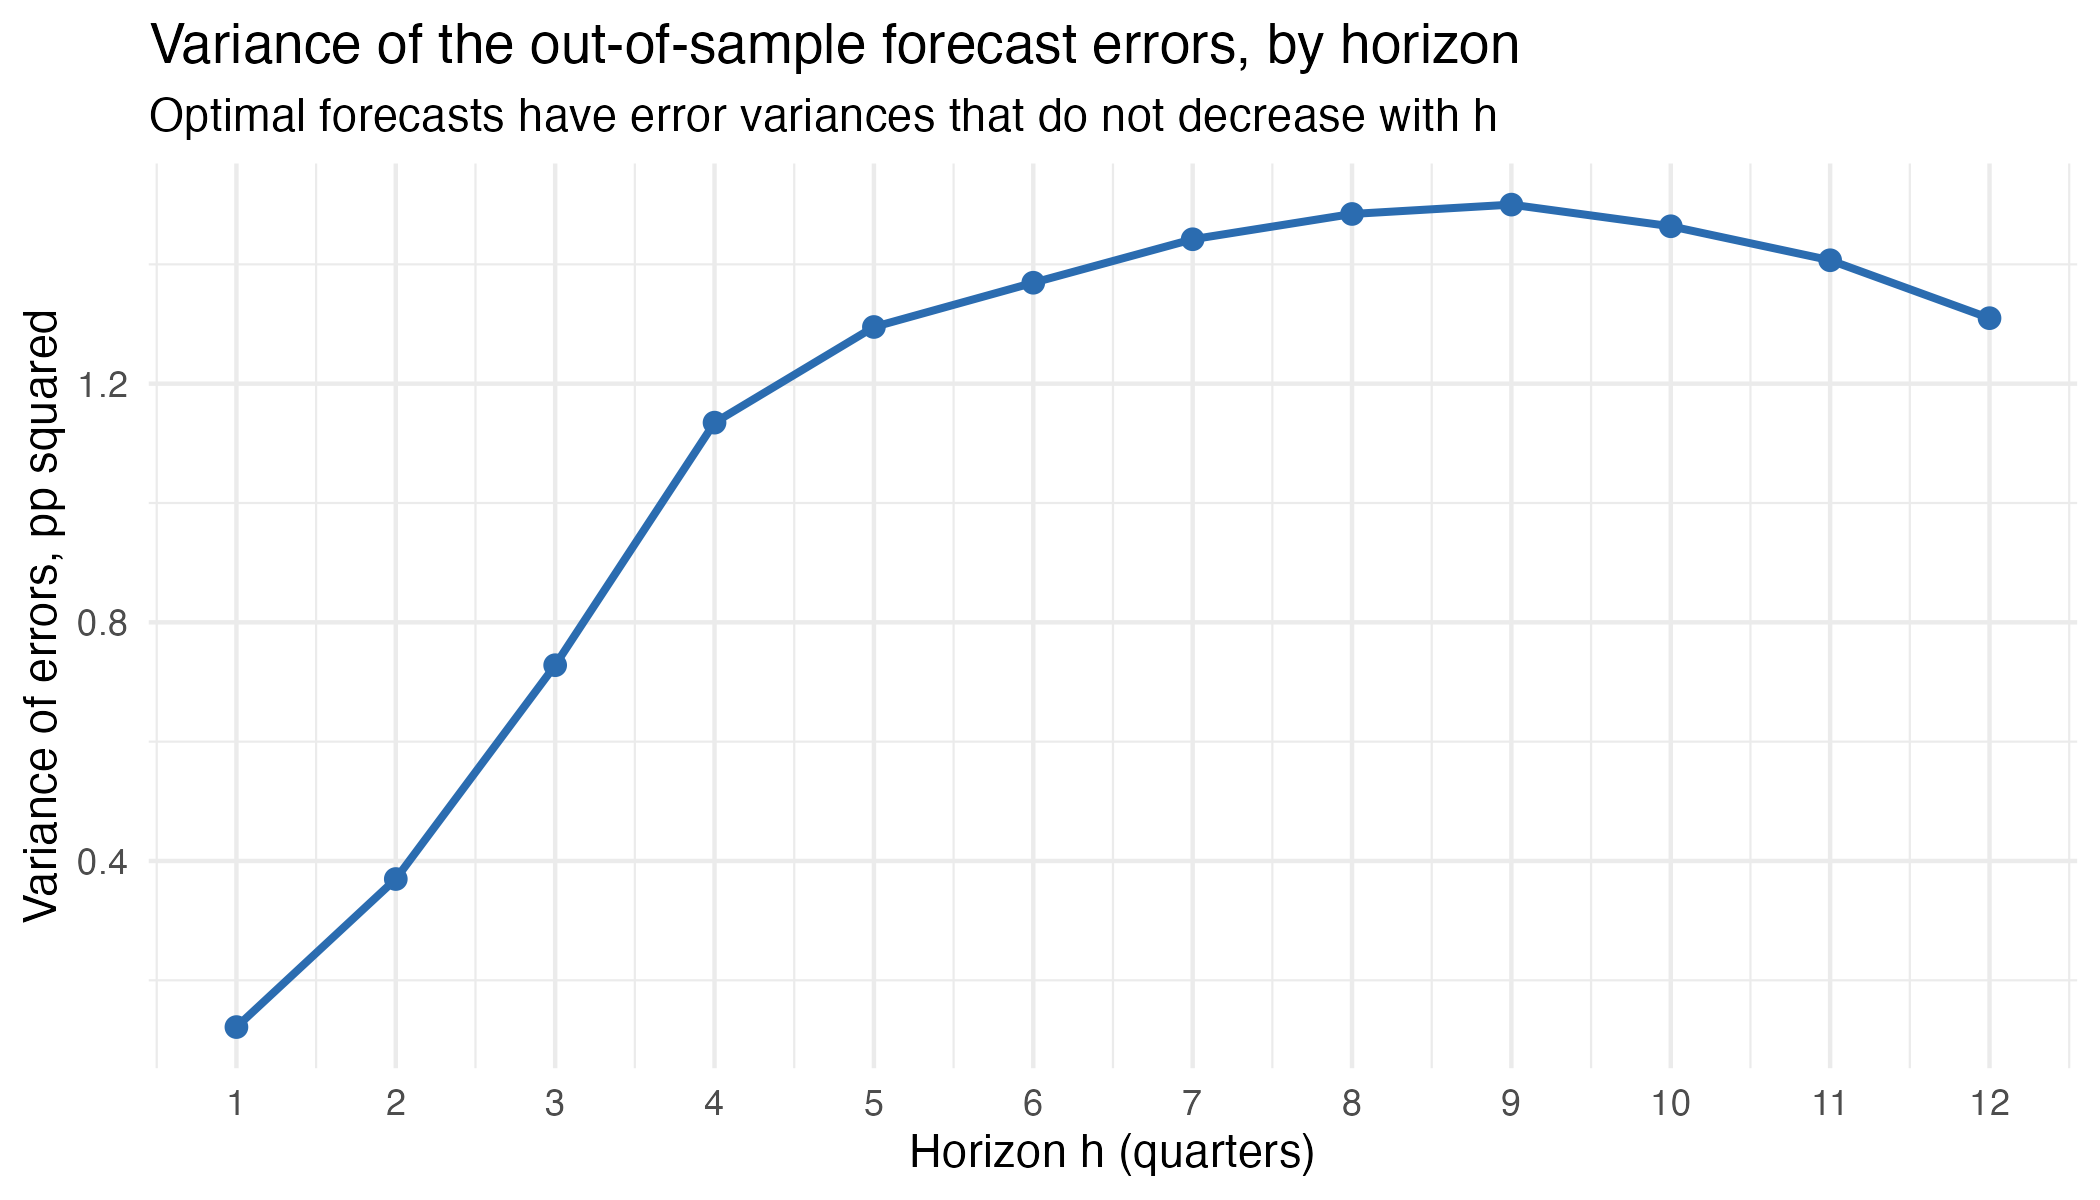 Variance of the out-of-sample forecast errors, by horizon
Optimal forecasts have error variances that do not decrease with h
Variance of errors, pp squared
1.2
0.8
0.4
1 2 3 4 5 6 7 8 9 10 11 12
Horizon h (quarters)